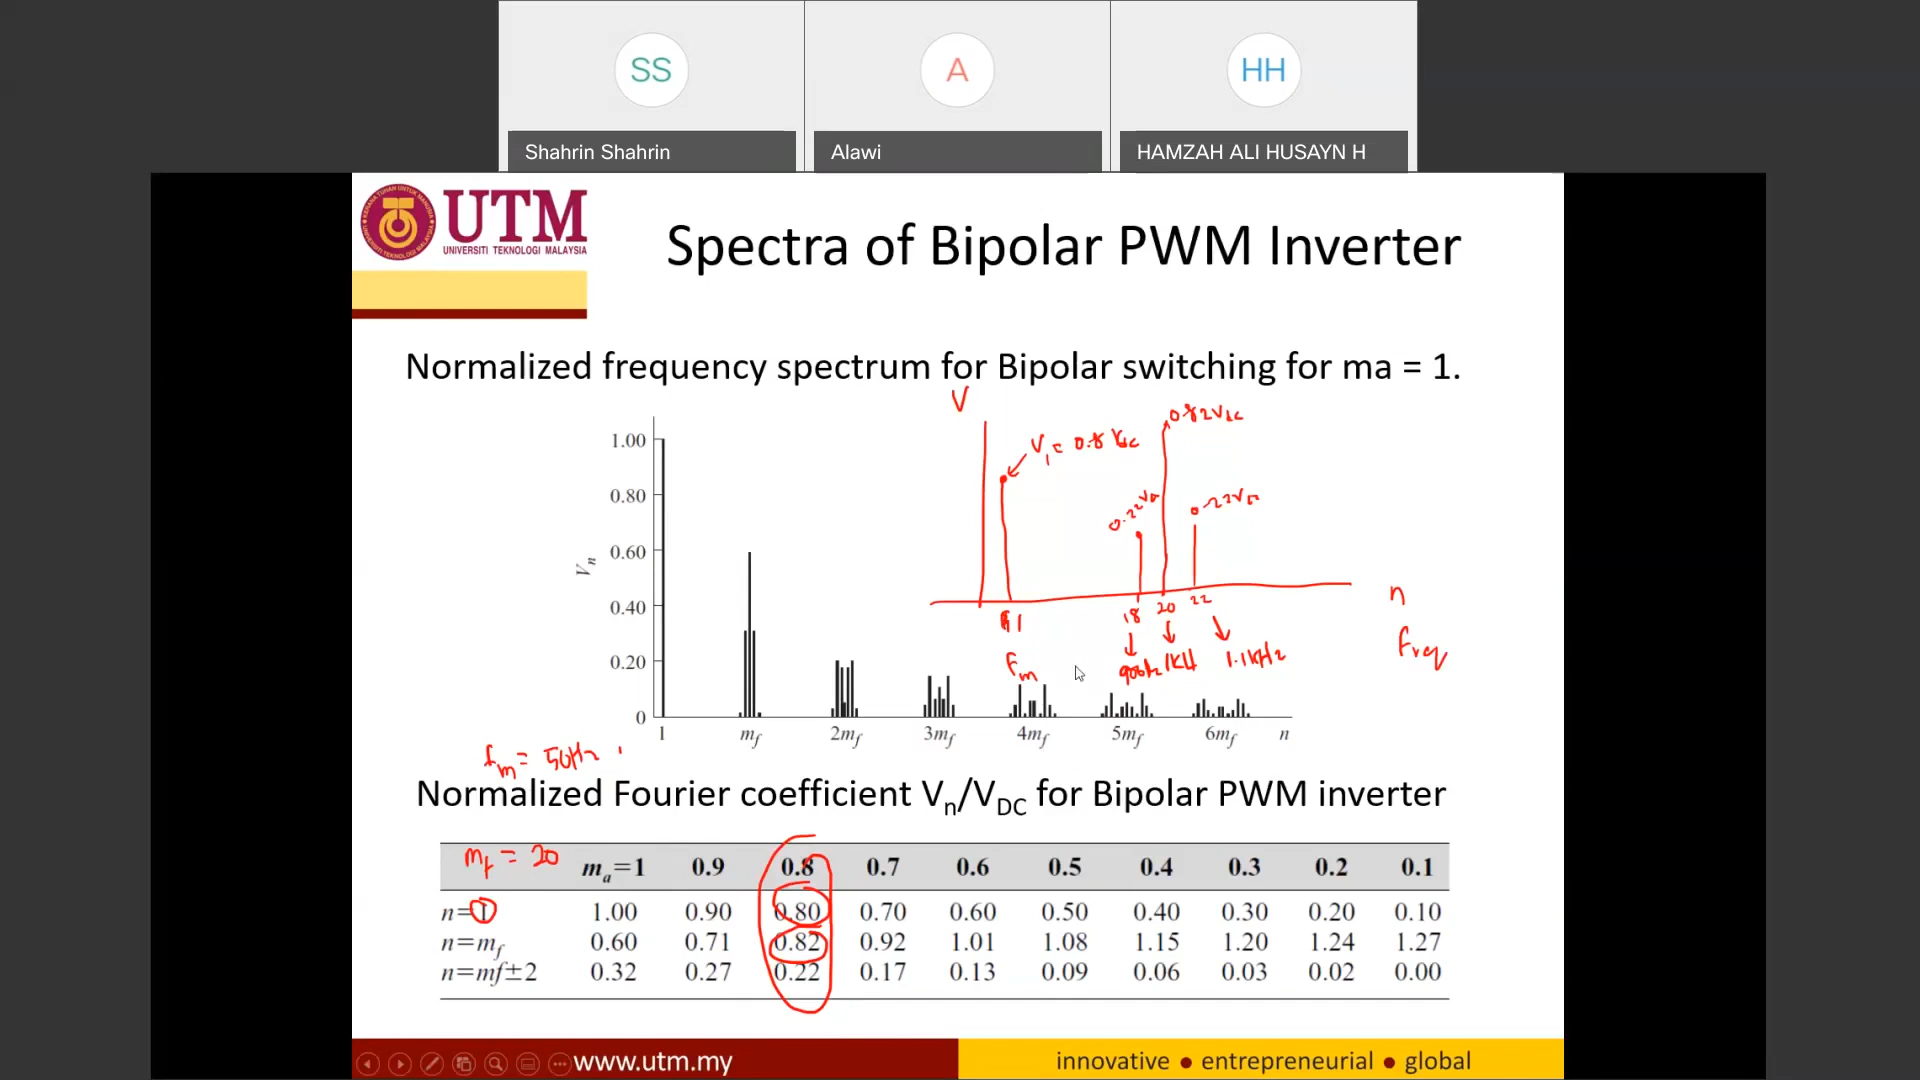 SS
A
HH
Shahrin Shahrin
Alawi
HAMZAH ALI HUSAYN H
UTM
UNIVERSITI TEKNOLOGI MALAYSIA
Spectra of Bipolar PWM Inverter
Normalized frequency spectrum for Bipolar switching for ma = 1.
V
0.82Vdc
V1 = 0.8 Vdc
1.00
0.80
0.60
0.40
0.20
0
Vn
0.22V
22V
1
18
20
22
n
fm
900Hz
1kH
1.1kHz
Freq
1
mf
2mf
3mf
4mf
5mf
6mf
n
fm = 50Hz
Normalized Fourier coefficient Vn/VDC for Bipolar PWM inverter
mf = 20
ma=1 0.9 0.8 0.7 0.6 0.5 0.4 0.3 0.2 0.1
n=1 1.00 0.90 0.80 0.70 0.60 0.50 0.40 0.30 0.20 0.10
n=mf 0.60 0.71 0.82 0.92 1.01 1.08 1.15 1.20 1.24 1.27
n=mf±2 0.32 0.27 0.22 0.17 0.13 0.09 0.06 0.03 0.02 0.00
www.utm.my
innovative ● entrepreneurial ● global